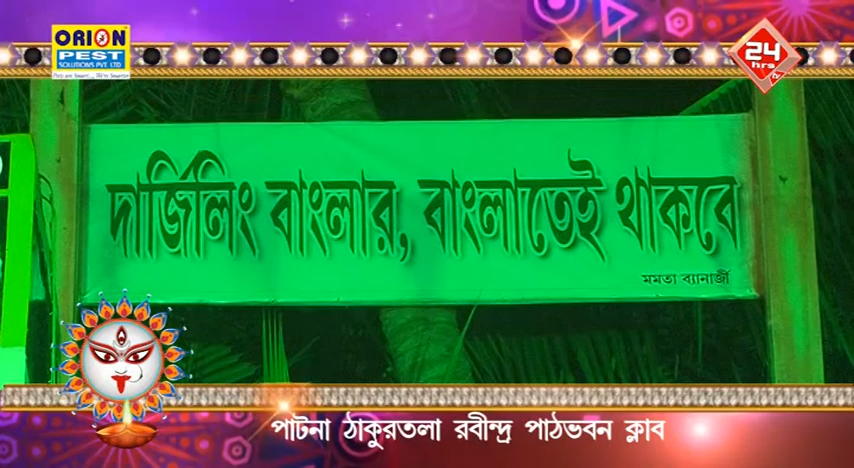 ORION
PEST
SOLUTIONS PVT. LTD
24
hrs
দার্জিলিং বাংলার, বাংলাতেই থাকবে
মমতা ব্যানার্জী
পাটনা ঠাকুরতলা রবীন্দ্র পাঠভবন ক্লাব